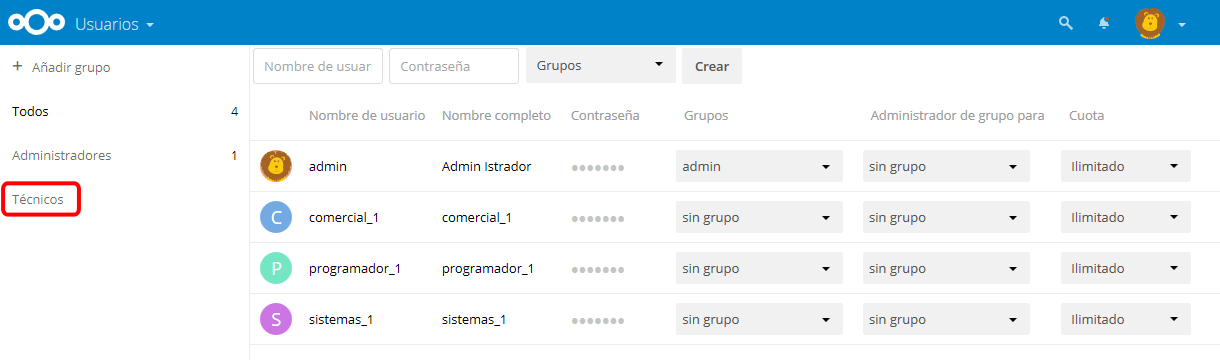 Usuarios
+ Añadir grupo
Nombre de usuar Contraseña Grupos Crear
Todos 4
Nombre de usuario Nombre completo Contraseña Grupos Administrador de grupo para Cuota
Administradores 1
admin Admin Istrador ●●●●●●● admin sin grupo Ilimitado
Técnicos
C comercial_1 comercial_1 ●●●●●●● sin grupo sin grupo Ilimitado
P programador_1 programador_1 ●●●●●●● sin grupo sin grupo Ilimitado
S sistemas_1 sistemas_1 ●●●●●●● sin grupo sin grupo Ilimitado